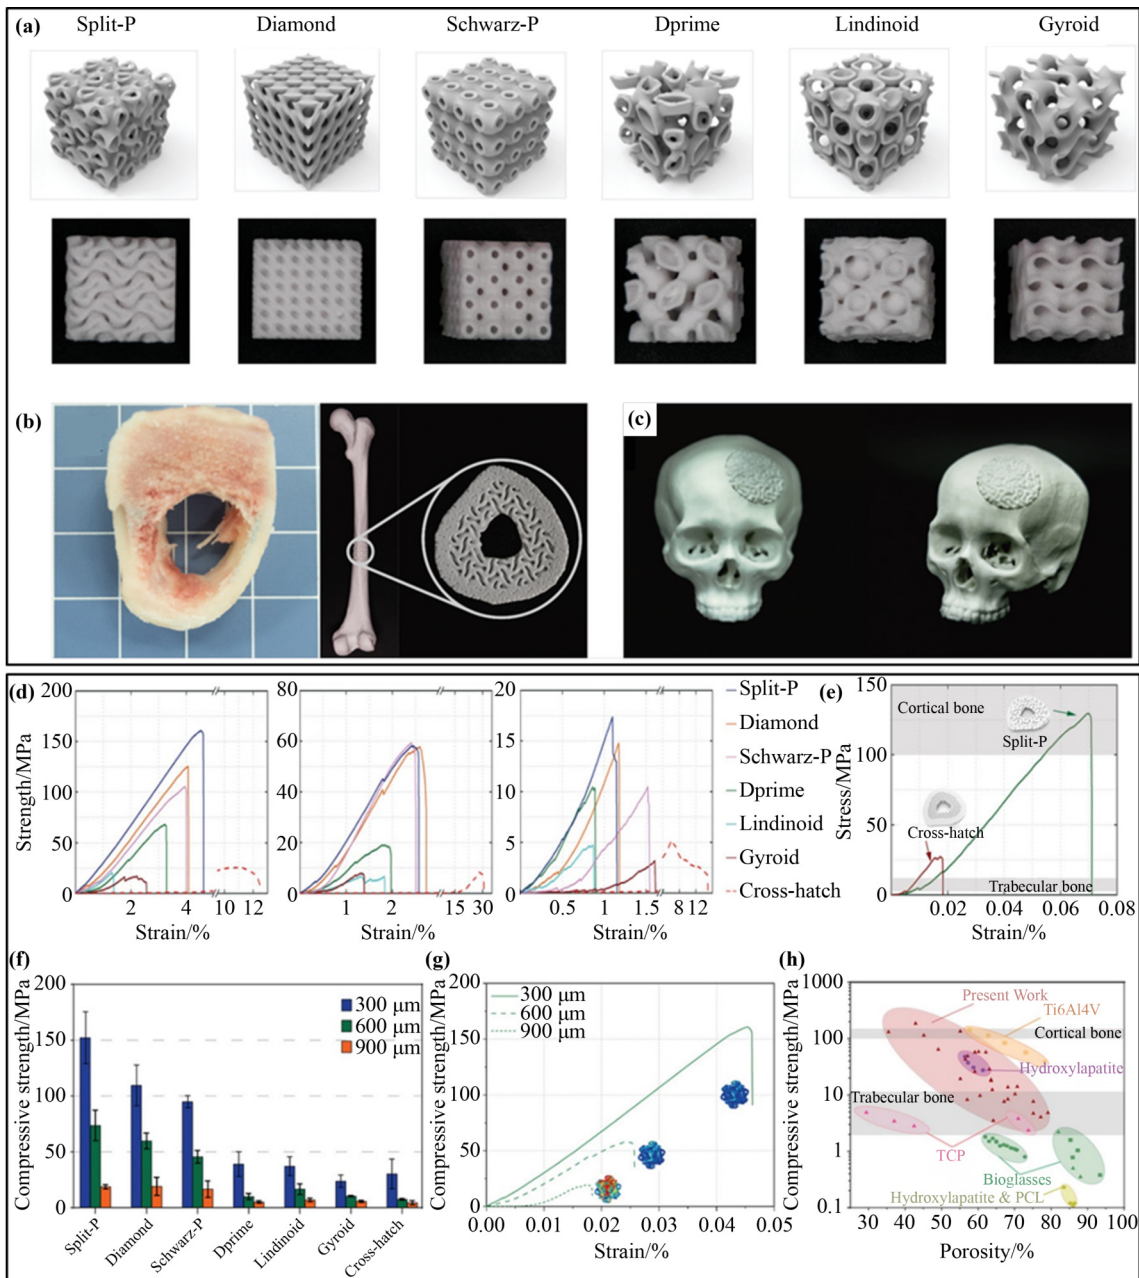 (a)
Split-P Diamond Schwarz-P Dprime Lindinoid Gyroid
(b)
(c)
(d)
200
150
100
50
0
Strength/MPa
2 4 10 12
Strain/%
80
60
40
20
0
1 2 15 30
Strain/%
20
15
10
5
0
0.5 1 1.5 8 12
Strain/%
Split-P
Diamond
Schwarz-P
Dprime
Lindinoid
Gyroid
Cross-hatch
(e)
150
100
50
0
Stress/MPa
Cortical bone
Split-P
Cross-hatch
Trabecular bone
0.02 0.04 0.06 0.08
Strain/%
(f)
200
150
100
50
0
Compressive strength/MPa
300 μm
600 μm
900 μm
Split-P Diamond Schwarz-P Dprime Lindinoid Gyroid Cross-hatch
(g)
200
150
100
50
0
Compressive strength/MPa
300 μm
600 μm
900 μm
0.00 0.01 0.02 0.03 0.04 0.05
Strain/%
(h)
1000
100
10
1
0.1
Compressive strength/MPa
Present Work
Ti6Al4V
Cortical bone
Hydroxylapatite
Trabecular bone
TCP
Bioglasses
Hydroxylapatite & PCL
30 40 50 60 70 80 90 100
Porosity/%